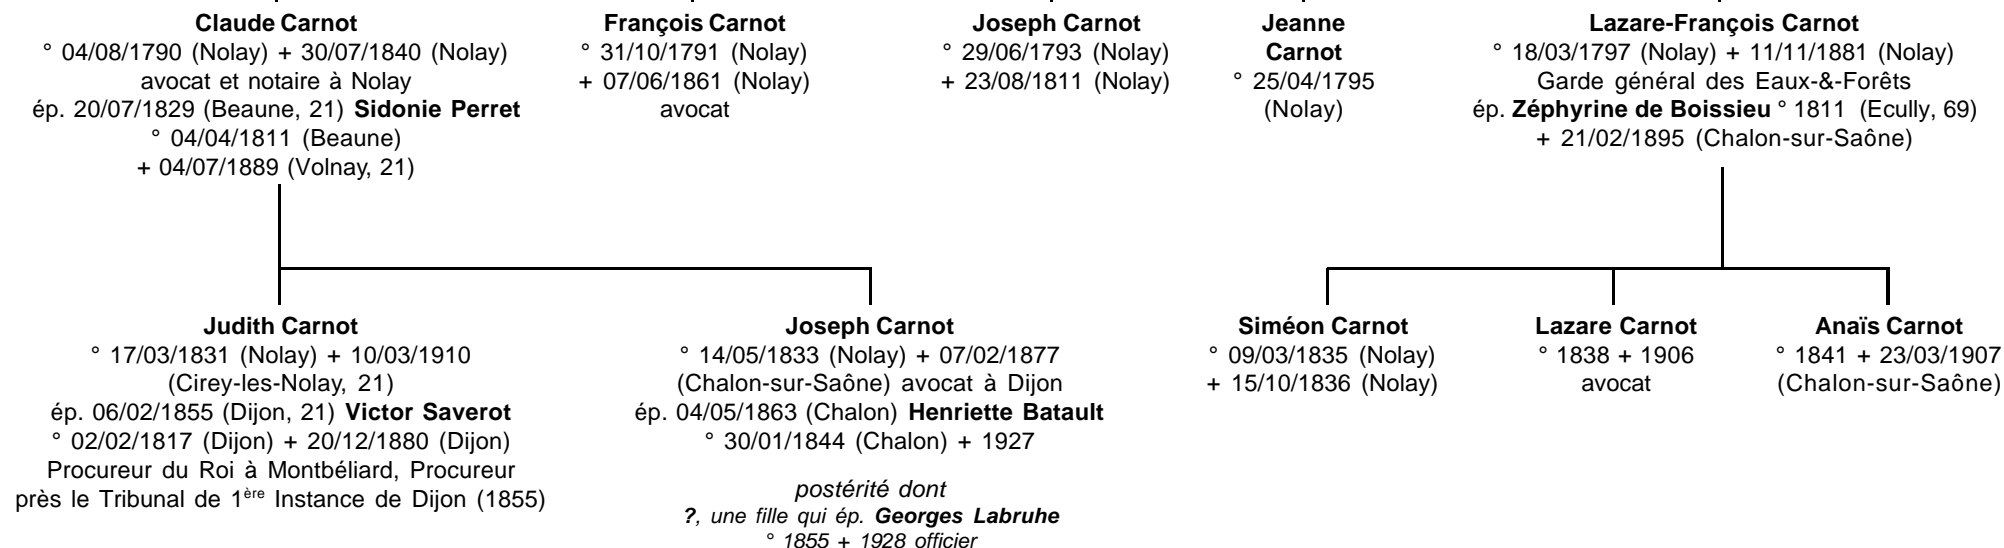 Claude Carnot
° 04/08/1790 (Nolay) + 30/07/1840 (Nolay)
avocat et notaire à Nolay
ép. 20/07/1829 (Beaune, 21) Sidonie Perret
° 04/04/1811 (Beaune)
+ 04/07/1889 (Volnay, 21)
François Carnot
° 31/10/1791 (Nolay)
+ 07/06/1861 (Nolay)
avocat
Joseph Carnot
° 29/06/1793 (Nolay)
+ 23/08/1811 (Nolay)
Jeanne
Carnot
° 25/04/1795
(Nolay)
Lazare-François Carnot
° 18/03/1797 (Nolay) + 11/11/1881 (Nolay)
Garde général des Eaux-&-Forêts
ép. Zéphyrine de Boissieu ° 1811 (Ecully, 69)
+ 21/02/1895 (Chalon-sur-Saône)
Judith Carnot
° 17/03/1831 (Nolay) + 10/03/1910
(Cirey-les-Nolay, 21)
ép. 06/02/1855 (Dijon, 21) Victor Saverot
° 02/02/1817 (Dijon) + 20/12/1880 (Dijon)
Procureur du Roi à Montbéliard, Procureur
près le Tribunal de 1ère Instance de Dijon (1855)
Joseph Carnot
° 14/05/1833 (Nolay) + 07/02/1877
(Chalon-sur-Saône) avocat à Dijon
ép. 04/05/1863 (Chalon) Henriette Batault
° 30/01/1844 (Chalon) + 1927
postérité dont
?, une fille qui ép. Georges Labruhe
° 1855 + 1928 officier
Siméon Carnot
° 09/03/1835 (Nolay)
+ 15/10/1836 (Nolay)
Lazare Carnot
° 1838 + 1906
avocat
Anaïs Carnot
° 1841 + 23/03/1907
(Chalon-sur-Saône)